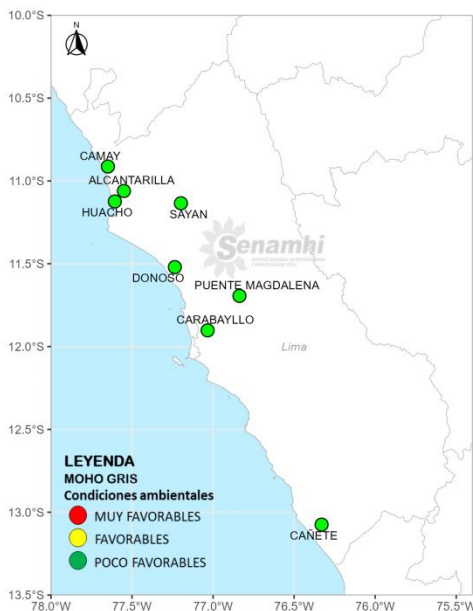 10.0°S
N
10.5°S
CAMAY
11.0°S
ALCANTARILLA
HUACHO
SAYAN
Senamhi
11.5°S
DONOSO
PUENTE MAGDALENA
CARABAYLLO
12.0°S
Lima
12.5°S
LEYENDA
MOHO GRIS
Condiciones ambientales
MUY FAVORABLES
FAVORABLES
POCO FAVORABLES
13.0°S
CAÑETE
13.5°S
78.0°W 77.5°W 77.0°W 76.5°W 76.0°W 75.5°W